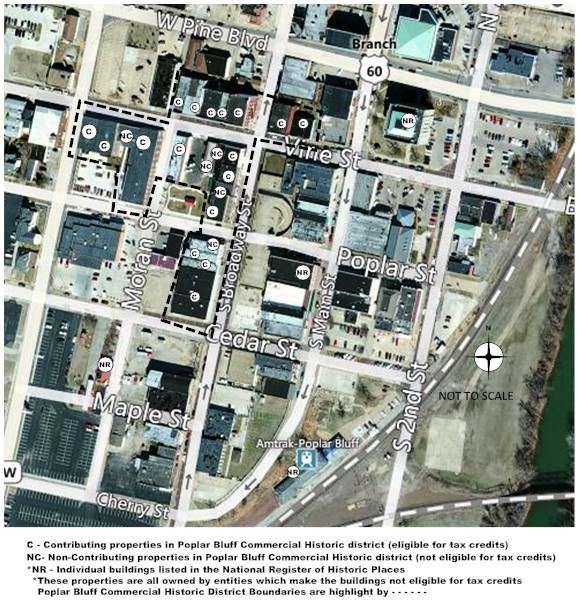 W Pine Blvd
N
Branch
60
C
C
C
C
C
C
C
NR
C
C
NC
C
C
NC
NC
C
NC
C
Vine St
Moran St
S Broadway St
NC
C
C
C
NR
Poplar St
S Main St
Cedar St
N
NR
Maple St
S 2nd St
NOT TO SCALE
Amtrak-Poplar Bluff
NR
W
Cherry St
C - Contributing properties in Poplar Bluff Commercial Historic district (eligible for tax credits)
NC- Non-Contributing properties in Poplar Bluff Commercial Historic district (not eligible for tax credits)
*NR - Individual buildings listed in the National Register of Historic Places
*These properties are all owned by entities which make the buildings not eligible for tax credits
Poplar Bluff Commercial Historic District Boundaries are highlight by - - - - - -